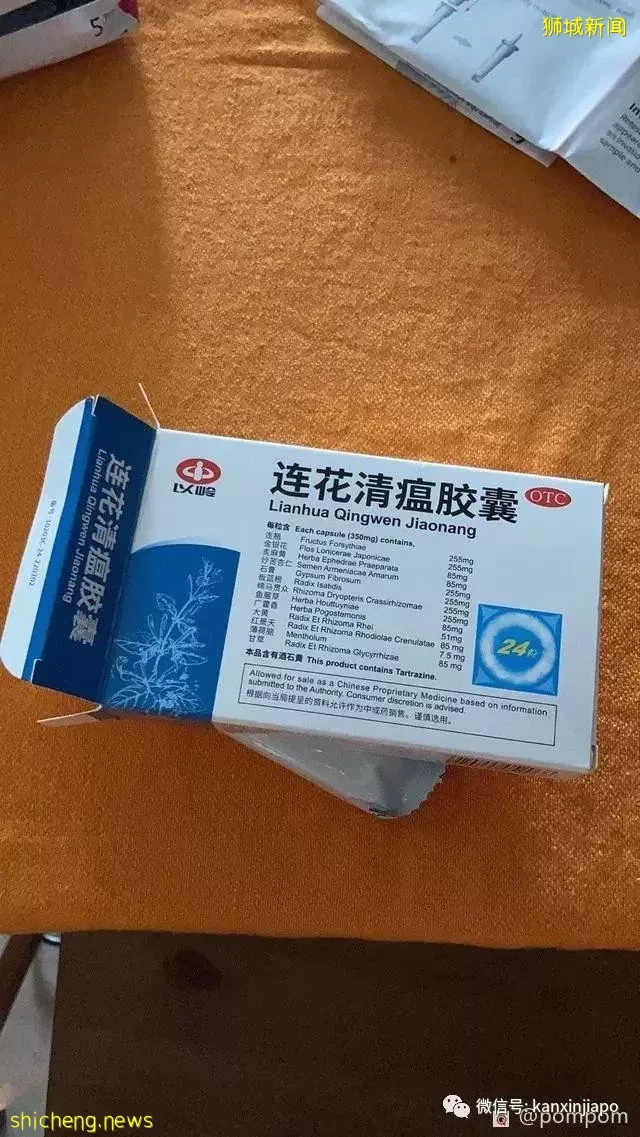 狮城新闻
5
连花清瘟胶囊
Lianhua Qingwen Jiaonang
以岭
连花清瘟胶囊
OTC
Lianhua Qingwen Jiaonang
每粒含 Each capsule (350mg) contains,
连翘 Fructus Forsythiae 255mg
金银花 Flos Lonicerae Japonicae 255mg
炙麻黄 Herba Ephedrae Praeparata 85mg
炒苦杏仁 Semen Armeniacae Amarum 85mg
石膏 Gypsum Fibrosum 255mg
板蓝根 Radix Isatidis 255mg
绵马贯众 Rhizoma Dryopteris Crassirhizomae 255mg
鱼腥草 Herba Houttuyniae 255mg
广藿香 Herba Pogostemonis 85mg
大黄 Radix Et Rhizoma Rhei 51mg
红景天 Radix Et Rhizoma Rhodiolae Crenulatae 85 mg
薄荷脑 Mentholum 7.5 mg
甘草 Radix Et Rhizoma Glycyrrhizae 85 mg
本品含有酒石黄 This product contains Tartrazine.
24粒
Allowed for sale as a Chinese Proprietary Medicine based on information
submitted to the Authority. Consumer discretion is advised.
根据向当局提呈的资料允许作为中成药销售。谨慎选用。
微信号: kanxinjiapo
@pompom
shicheng.news